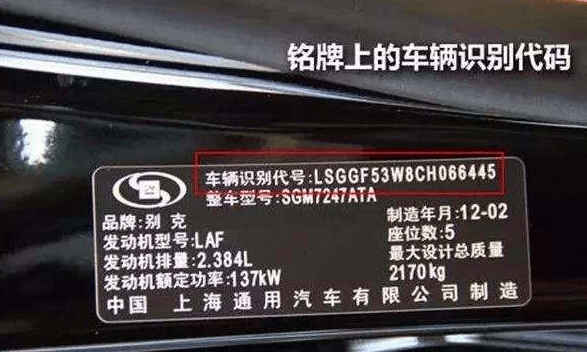 铭牌上的车辆识别代码
车辆识别代号:LSGGF53W8CH066445
整车型号:SGM7247ATA
品牌:别克 制造年月:12-02
发动机型号:LAF 座位数:5
发动机排量:2.384L 最大设计总质量
发动机额定功率:137kW 2170kg
中国 上海通用汽车有限公司制造